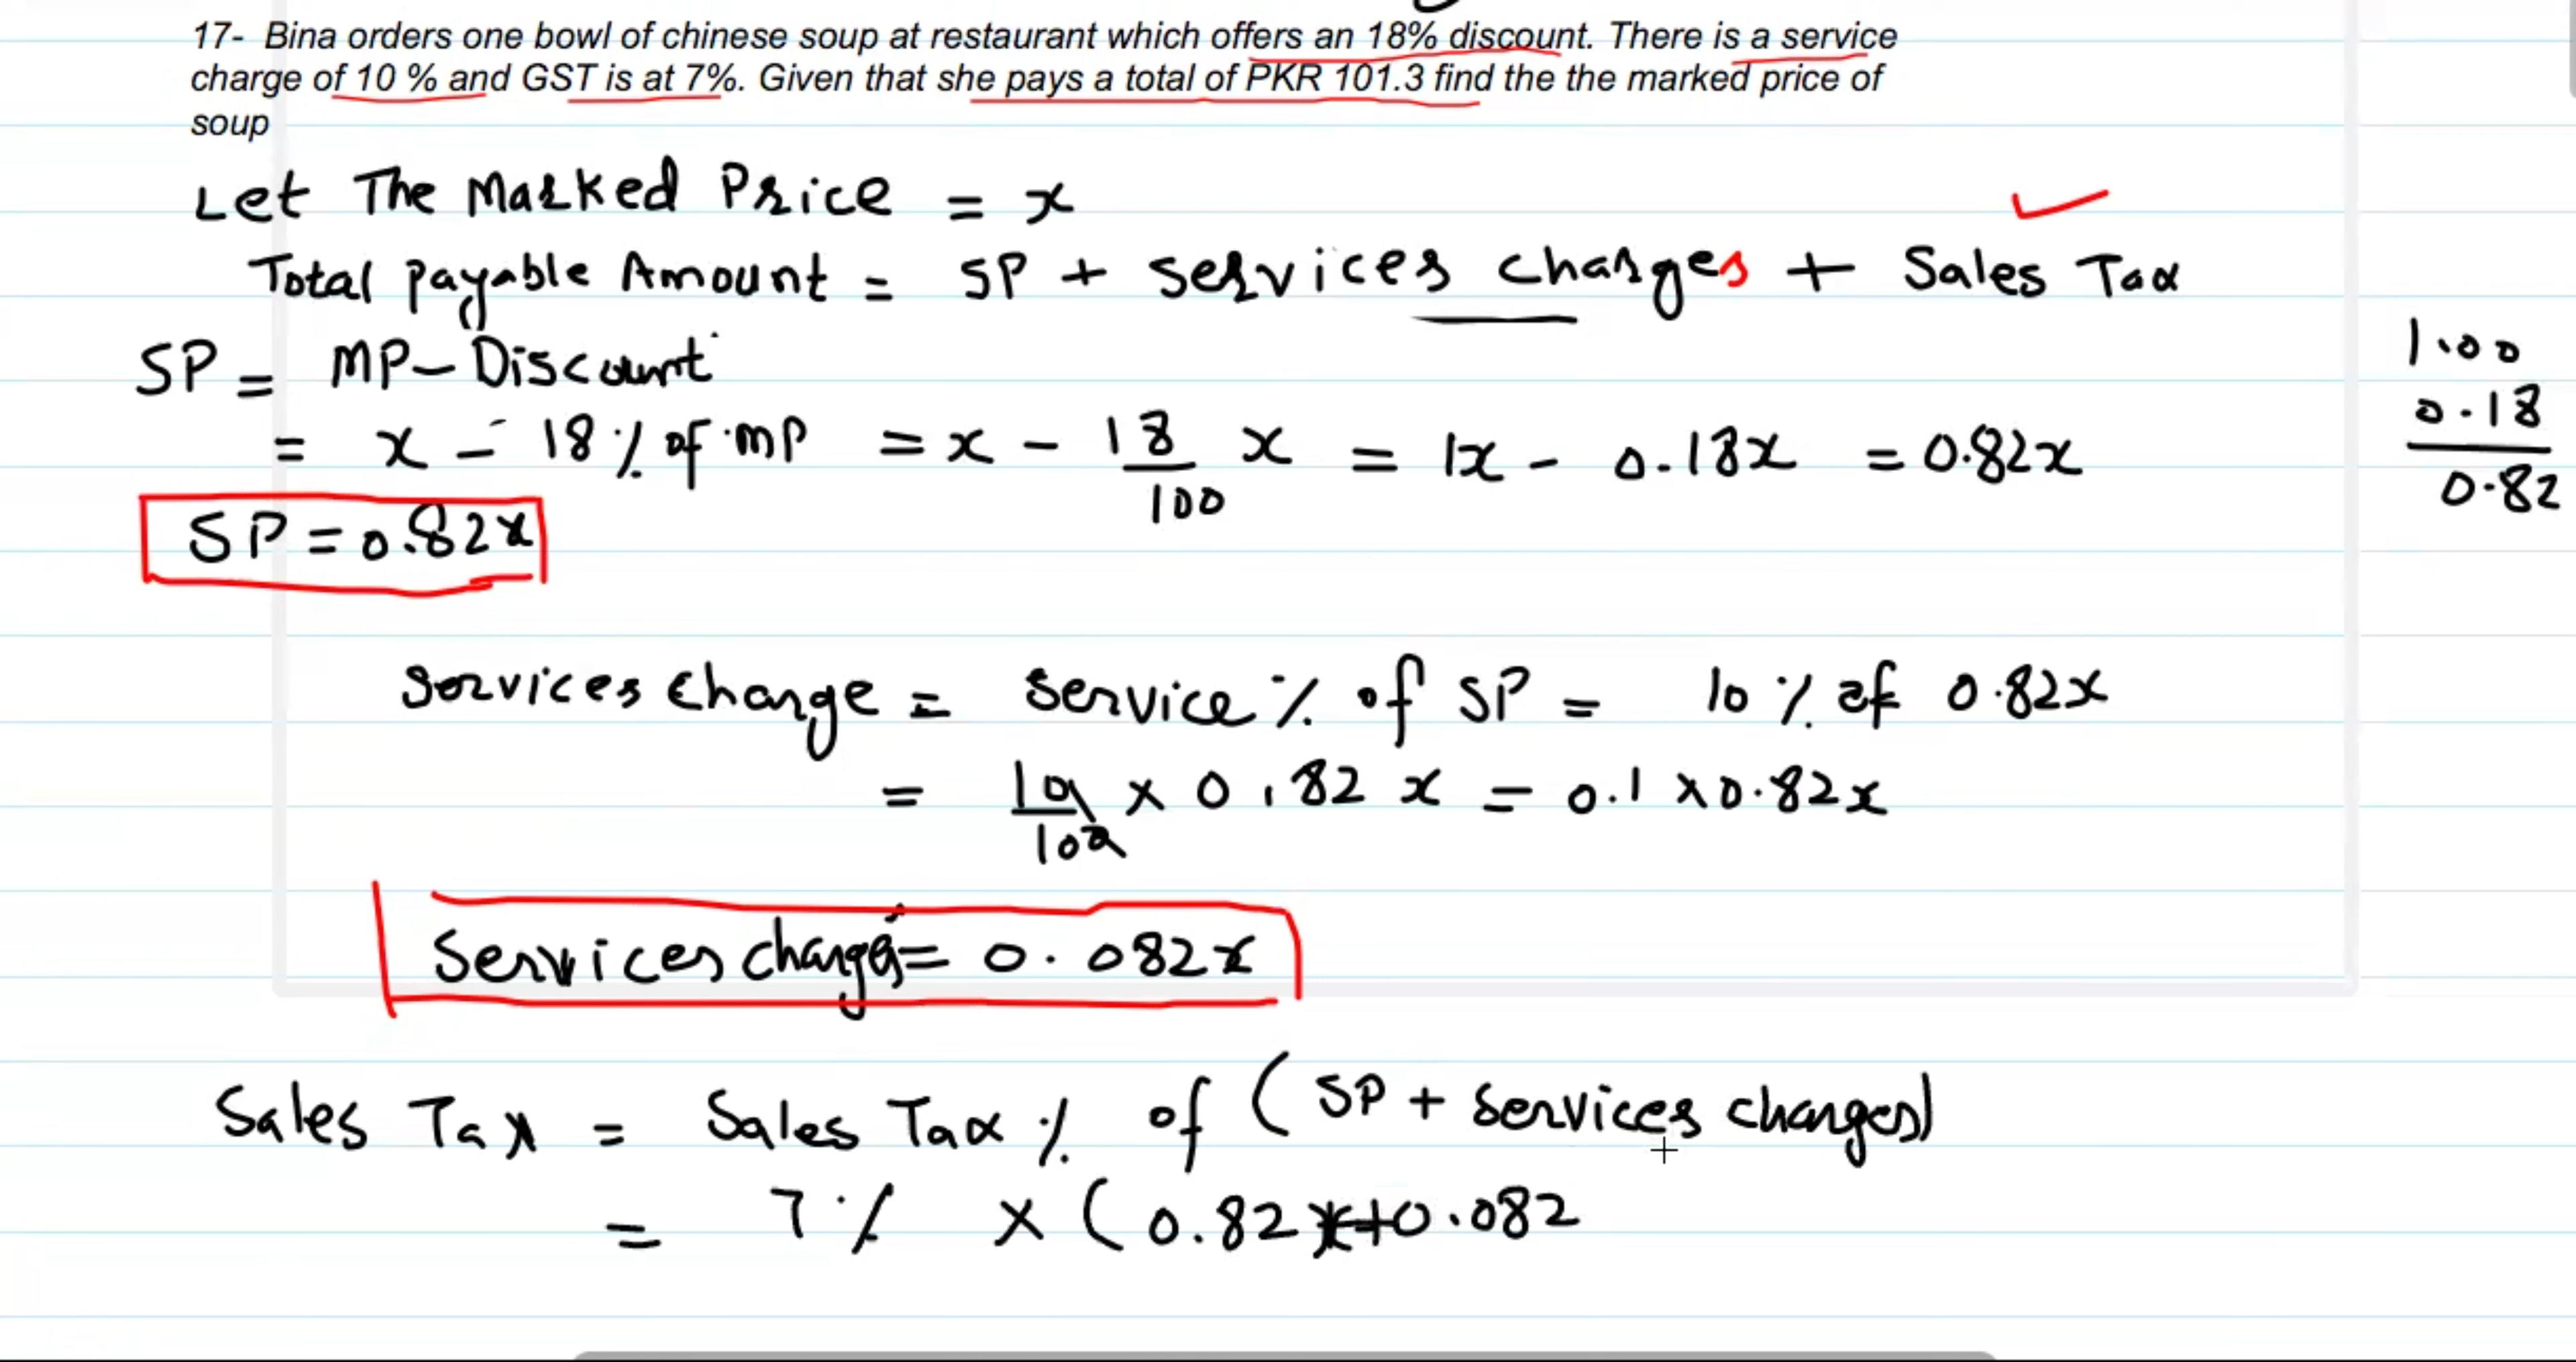 17- Bina orders one bowl of chinese soup at restaurant which offers an 18% discount. There is a service
charge of 10 % and GST is at 7%. Given that she pays a total of PKR 101.3 find the the marked price of
soup
Let The Marked Price = x
Total payable Amount = SP + services charges + Sales Tax
SP = MP - Discount
= x - 18 % of MP = x - 18/100 x = 1x - 0.18x = 0.82x
1.00
0.18
0.82
SP = 0.82x
Services charge = Service % of SP = 10 % of 0.82x
= 10/100 x 0.82 x = 0.1 x 0.82x
Services charges = 0.082x
Sales Tax = Sales Tax % of (SP + Services charges)
= 7 % x (0.82x+0.082